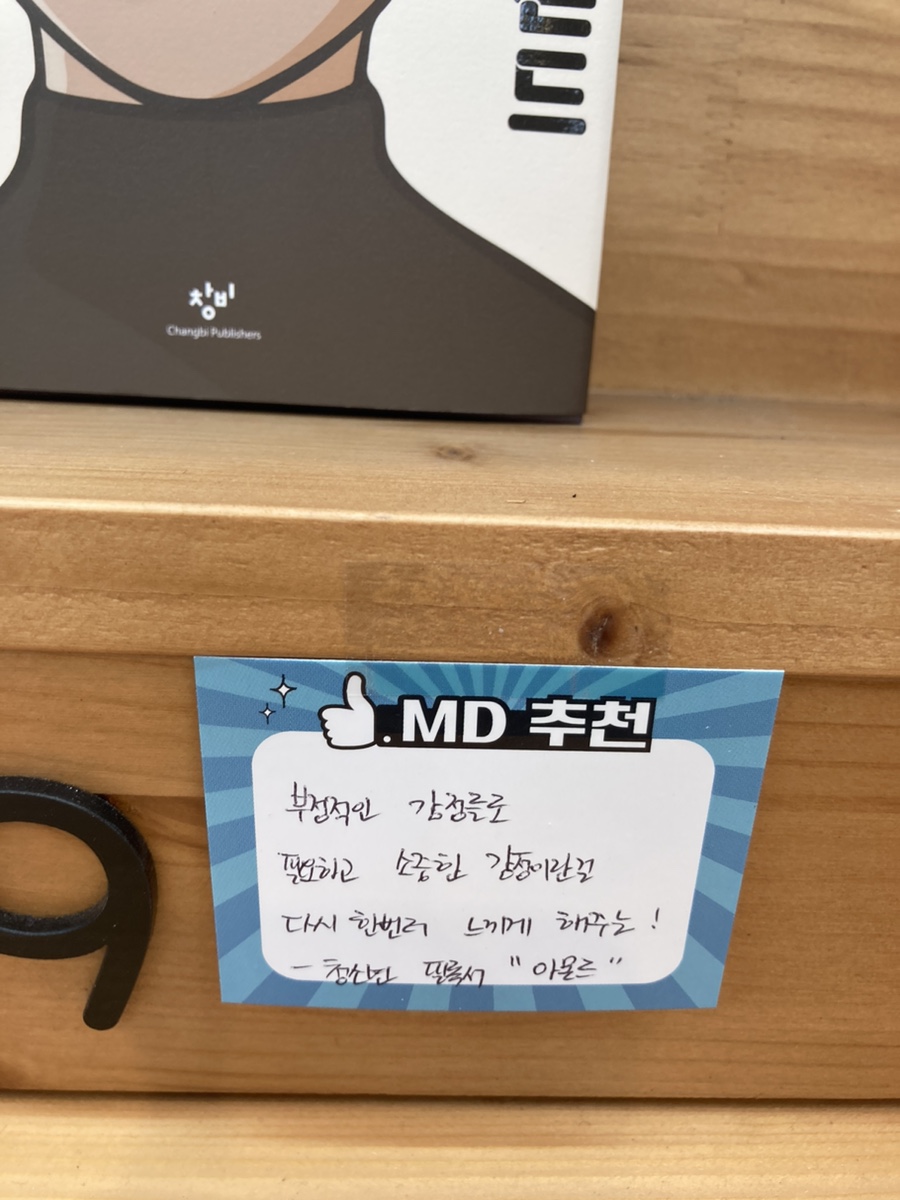 창비
Changbi Publishers
.MD 추천
부정적인 감정들로
필요하고 소중한 감정이란걸
다시 한번더 느끼게 해주는!
- 청소년 필독서 "아몬드"
9